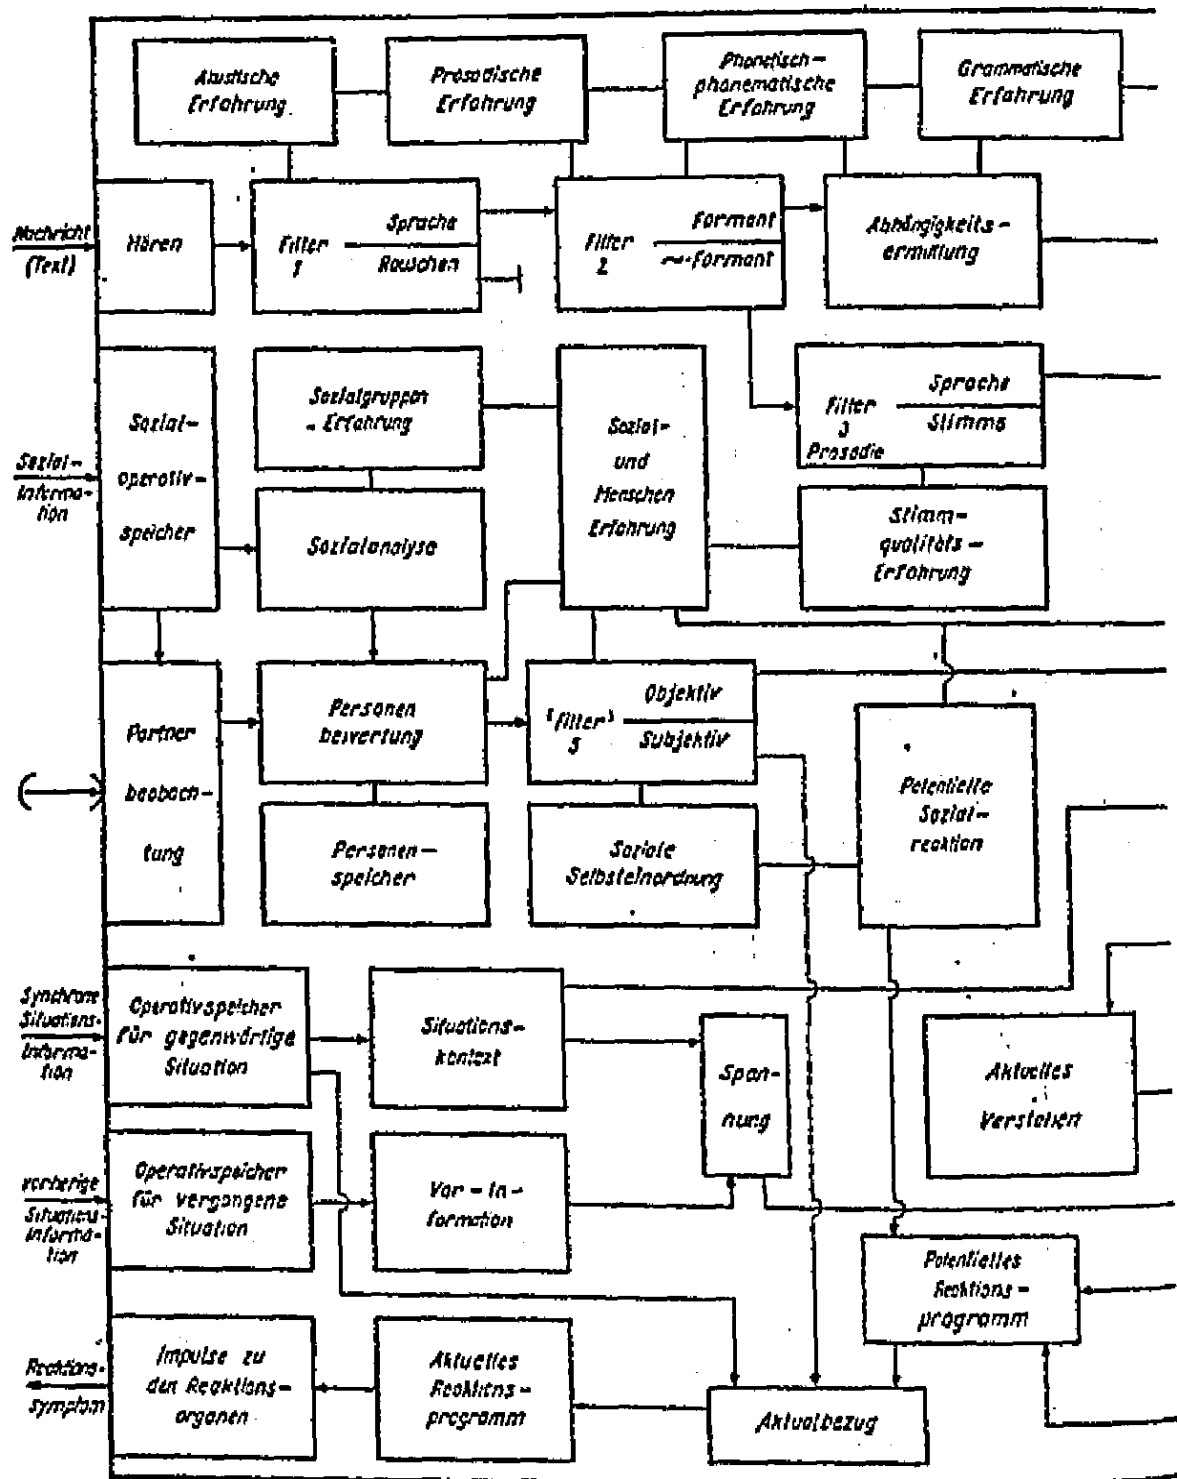 Akustische
Erfahrung
Prosodische
Erfahrung
Phonetisch-
phonematische
Erfahrung
Grammatische
Erfahrung
Nachricht
(Text)
Hören
Filter
1
Sprache
Rauschen
Filter
2
Formant
~Formant
Abhängigkeits-
ermittlung
Sozial-
Informa-
tion
Sozial-
operativ-
speicher
Sozialgruppen
-Erfahrung
Sozialanalyse
Sozial-
und
Menschen
Erfahrung
Filter
3
Prosodie
Sprache
Stimme
Stimm-
qualitäts-
Erfahrung
Partner
beobach-
tung
Personen
bewertung
Personen-
speicher
'Filter'
5
Objektiv
Subjektiv
Soziale
Selbsteinordnung
Potentielle
Sozial-
reaktion
Synchrone
Situations-
Informa-
tion
Operativspeicher
für gegenwärtige
Situation
Situations-
kontext
Span-
nung
Aktuelles
Verstehen
vorherige
Situations-
Informa-
tion
Operativspeicher
für vergangene
Situation
Vor-In-
formation
Potentielles
Reaktions-
programm
Reaktions-
symptom
Impulse zu
den Reaktions-
organen
Aktuelles
Reaktions-
programm
Aktualbezug